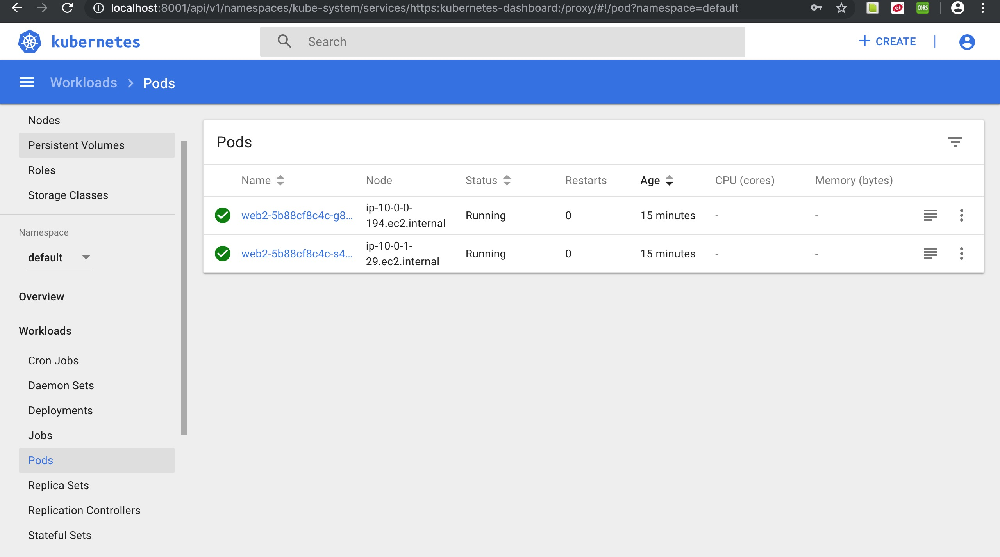 localhost:8001/api/v1/namespaces/kube-system/services/https:kubernetes-dashboard:/proxy/#!/pod?namespace=default
Ask
CORS
kubernetes
Search
+ CREATE
Workloads > Pods
Nodes
Persistent Volumes
Roles
Storage Classes
Namespace
default
Overview
Workloads
Cron Jobs
Daemon Sets
Deployments
Jobs
Pods
Replica Sets
Replication Controllers
Stateful Sets
Pods
Name Node Status Restarts Age CPU (cores) Memory (bytes)
web2-5b88cf8c4c-g8... ip-10-0-0- Running 0 15 minutes - -
194.ec2.internal
web2-5b88cf8c4c-s4... ip-10-0-1- Running 0 15 minutes - -
29.ec2.internal